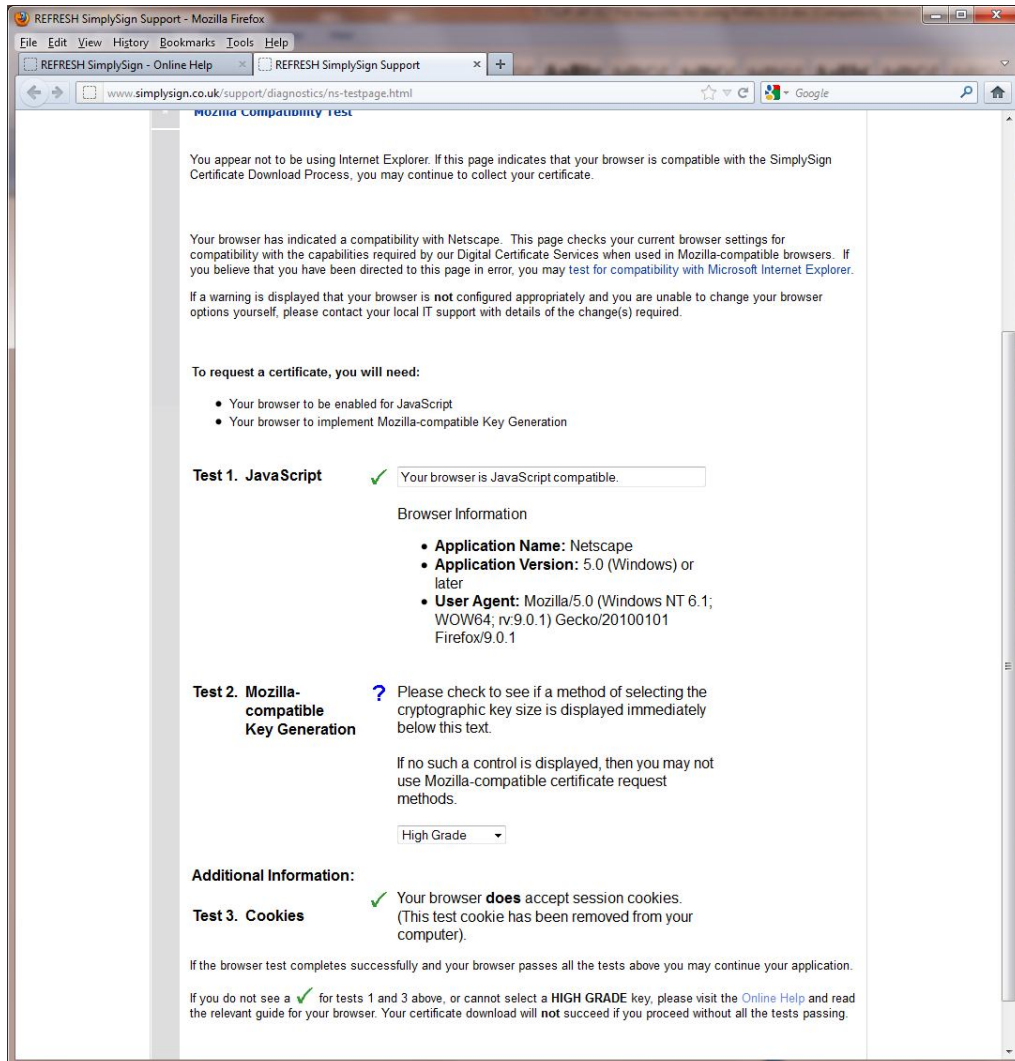 REFRESH SimplySign Support - Mozilla Firefox
File Edit View History Bookmarks Tools Help
REFRESH SimplySign - Online Help
REFRESH SimplySign Support
www.simplysign.co.uk/support/diagnostics/ns-testpage.html
Google
Mozilla Compatibility Test
You appear not to be using Internet Explorer. If this page indicates that your browser is compatible with the SimplySign
Certificate Download Process, you may continue to collect your certificate.
Your browser has indicated a compatibility with Netscape. This page checks your current browser settings for
compatibility with the capabilities required by our Digital Certificate Services when used in Mozilla-compatible browsers. If
you believe that you have been directed to this page in error, you may test for compatibility with Microsoft Internet Explorer.
If a warning is displayed that your browser is not configured appropriately and you are unable to change your browser
options yourself, please contact your local IT support with details of the change(s) required.
To request a certificate, you will need:
• Your browser to be enabled for JavaScript
• Your browser to implement Mozilla-compatible Key Generation
Test 1. JavaScript
Your browser is JavaScript compatible.
Browser Information
• Application Name: Netscape
• Application Version: 5.0 (Windows) or
later
• User Agent: Mozilla/5.0 (Windows NT 6.1;
WOW64; rv:9.0.1) Gecko/20100101
Firefox/9.0.1
Test 2. Mozilla-
compatible
Key Generation
? Please check to see if a method of selecting the
cryptographic key size is displayed immediately
below this text.
If no such a control is displayed, then you may not
use Mozilla-compatible certificate request
methods.
High Grade
Additional Information:
Test 3. Cookies
Your browser does accept session cookies.
(This test cookie has been removed from your
computer).
If the browser test completes successfully and your browser passes all the tests above you may continue your application.
If you do not see a ✓ for tests 1 and 3 above, or cannot select a HIGH GRADE key, please visit the Online Help and read
the relevant guide for your browser. Your certificate download will not succeed if you proceed without all the tests passing.